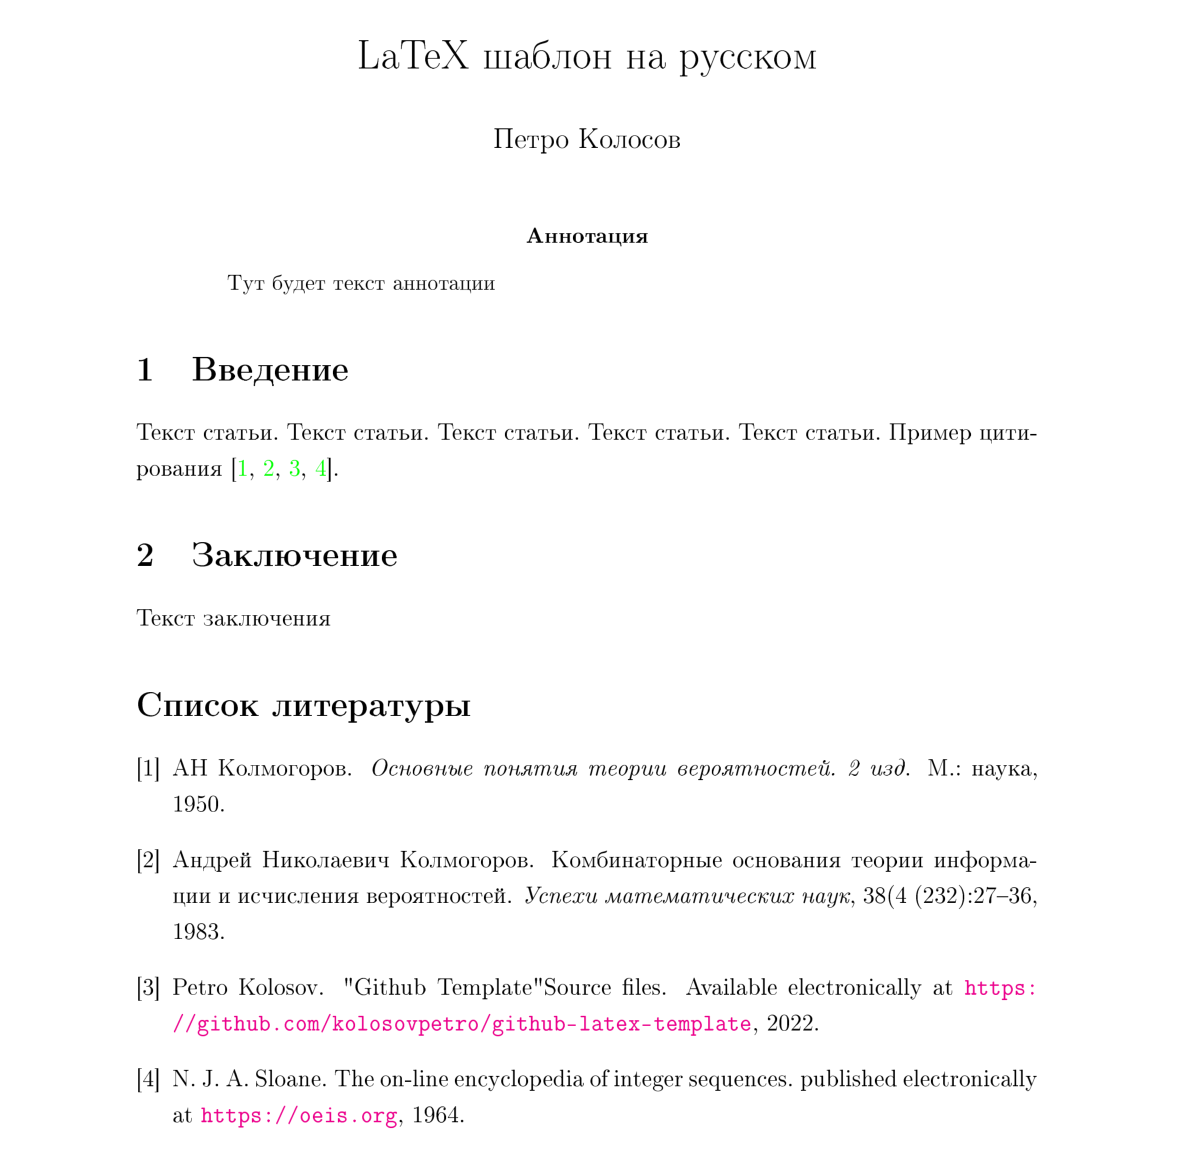 LaTeX шаблон на русском
Петро Колосов
Аннотация
Тут будет текст аннотации
1 Введение
Текст статьи. Текст статьи. Текст статьи. Текст статьи. Текст статьи. Пример цити-
рования [1, 2, 3, 4].
2 Заключение
Текст заключения
Список литературы
[1] АН Колмогоров. Основные понятия теории вероятностей. 2 изд. М.: наука,
1950.
[2] Андрей Николаевич Колмогоров. Комбинаторные основания теории информа-
ции и исчисления вероятностей. Успехи математических наук, 38(4 (232):27–36,
1983.
[3] Petro Kolosov. "Github Template"Source files. Available electronically at https:
//github.com/kolosovpetro/github-latex-template, 2022.
[4] N. J. A. Sloane. The on-line encyclopedia of integer sequences. published electronically
at https://oeis.org, 1964.